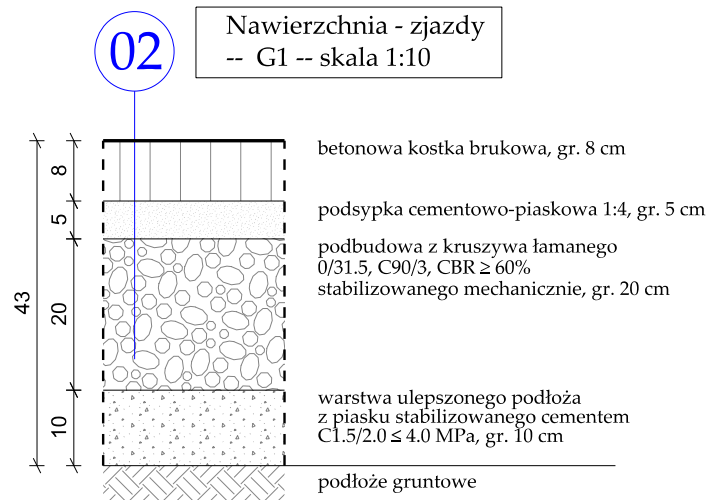 02
Nawierzchnia - zjazdy
-- G1 -- skala 1:10
8
5
43
20
10
betonowa kostka brukowa, gr. 8 cm
podsypka cementowo-piaskowa 1:4, gr. 5 cm
podbudowa z kruszywa łamanego
0/31.5, C90/3, CBR ≥ 60%
stabilizowanego mechanicznie, gr. 20 cm
warstwa ulepszonego podłoża
z piasku stabilizowanego cementem
C1.5/2.0 ≤ 4.0 MPa, gr. 10 cm
podłoże gruntowe